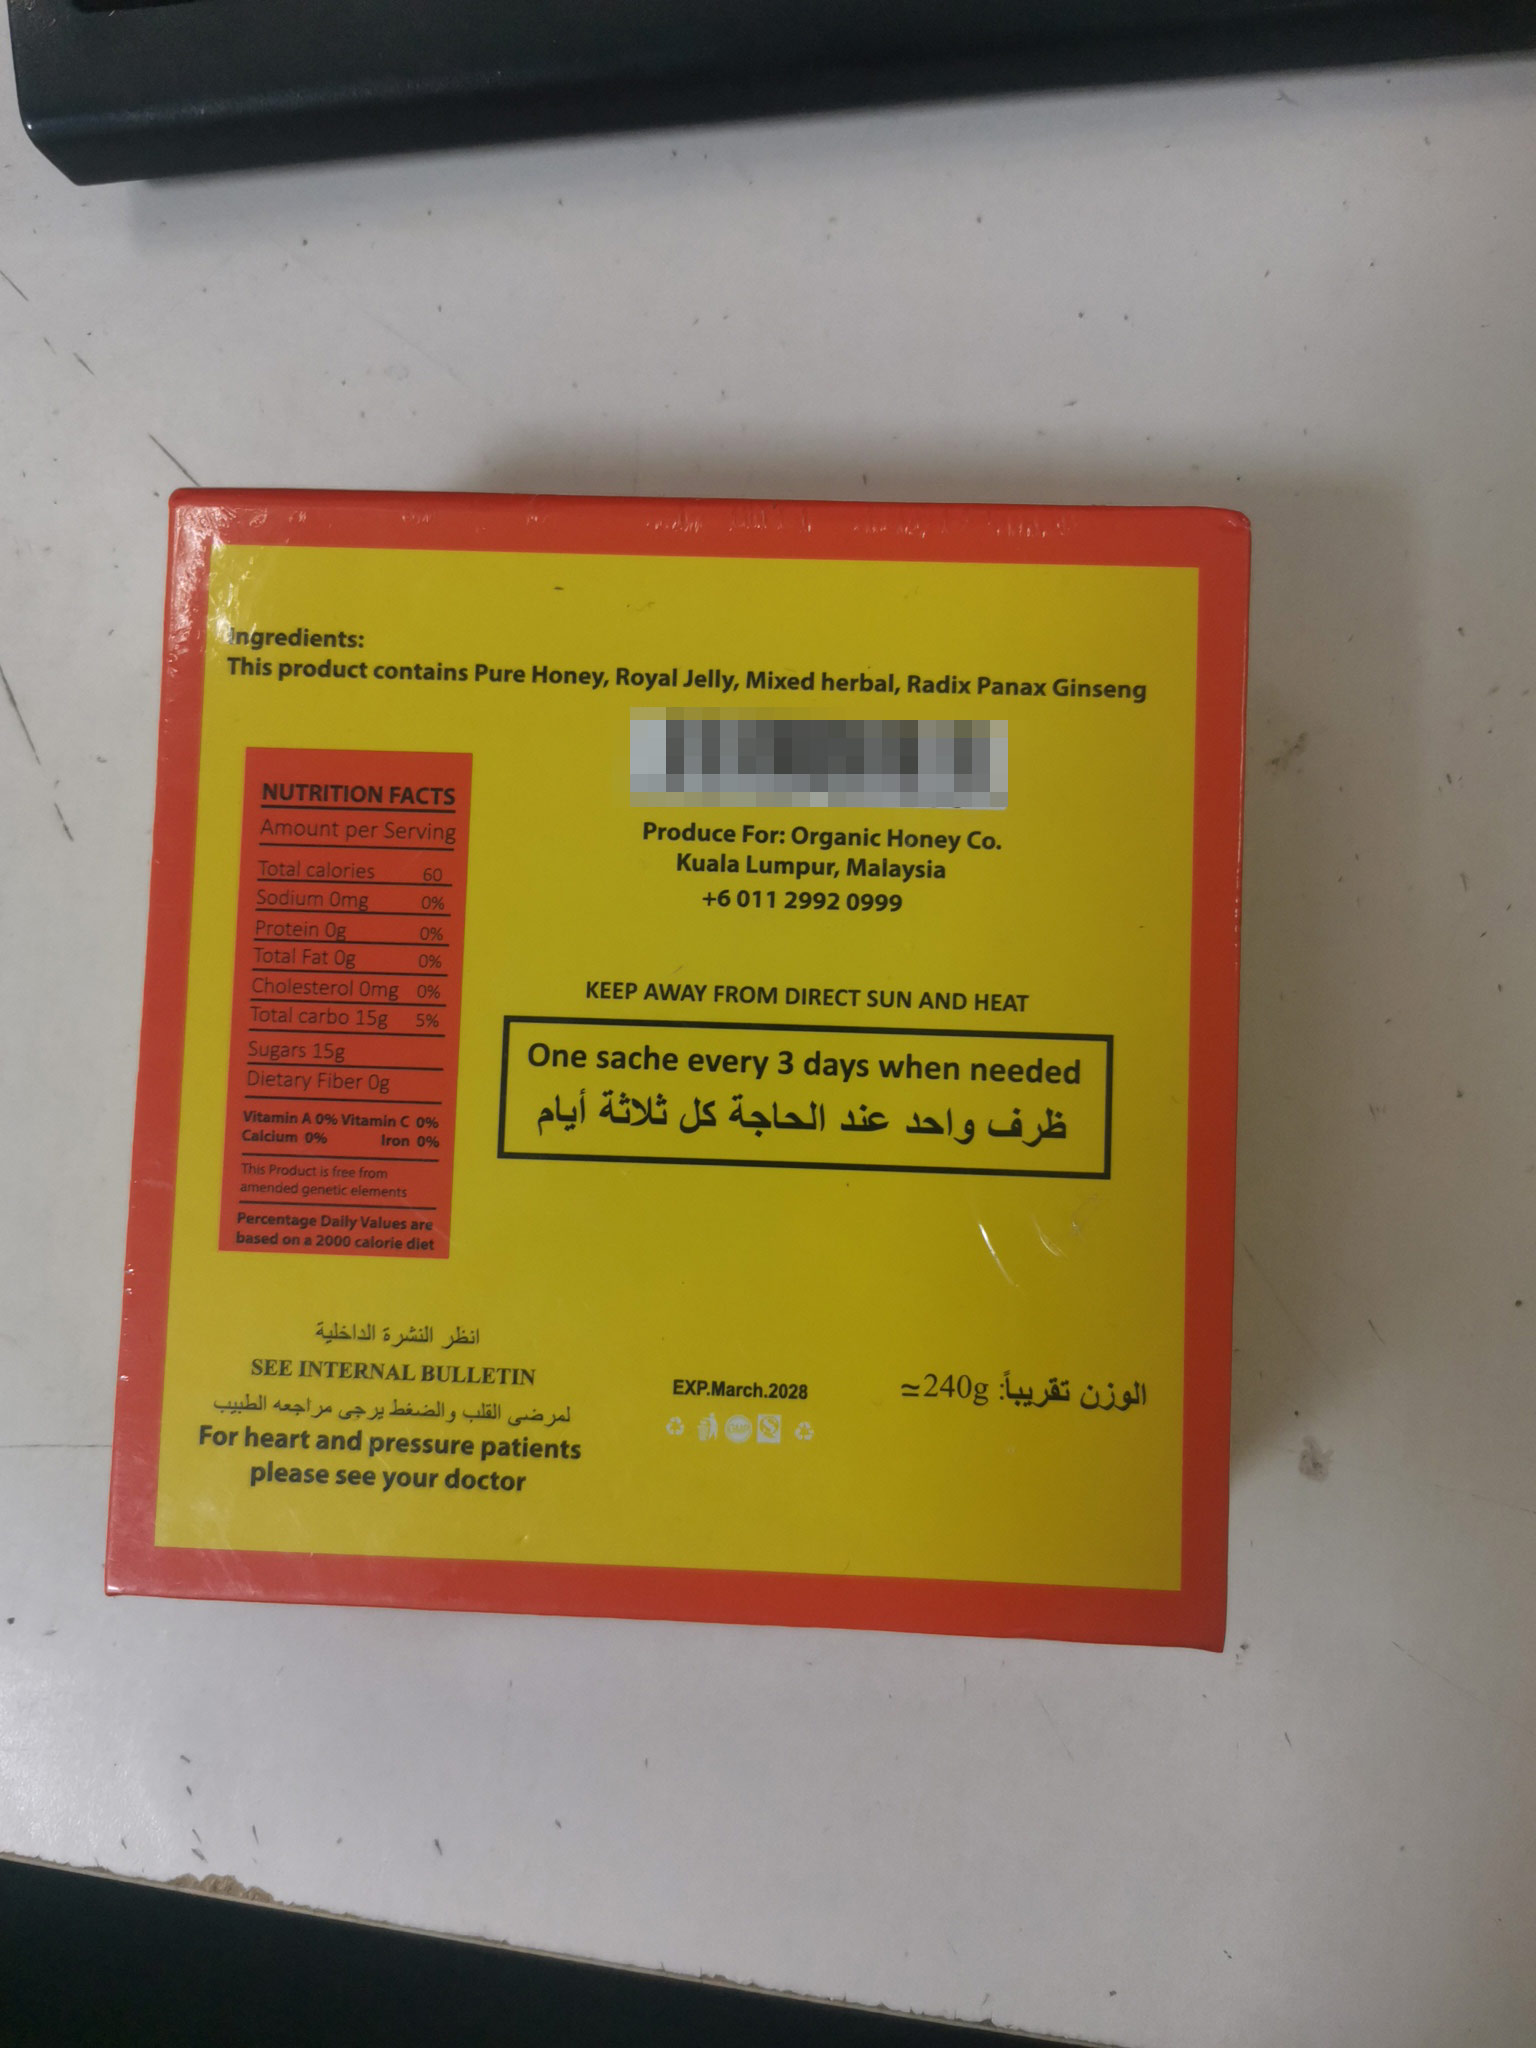 Ingredients:
This product contains Pure Honey, Royal Jelly, Mixed herbal, Radix Panax Ginseng
NUTRITION FACTS
Amount per Serving
Total calories 60
Sodium 0mg 0%
Protein 0g 0%
Total Fat 0g 0%
Cholesterol 0mg 0%
Total carbo 15g 5%
Sugars 15g
Dietary Fiber 0g
Vitamin A 0% Vitamin C 0%
Calcium 0% Iron 0%
This Product is free from
amended genetic elements
Percentage Daily Values are
based on a 2000 calorie diet
Produce For: Organic Honey Co.
Kuala Lumpur, Malaysia
+6 011 2992 0999
KEEP AWAY FROM DIRECT SUN AND HEAT
One sache every 3 days when needed
ظرف واحد عند الحاجة كل ثلاثة أيام
انظر النشرة الداخلية
SEE INTERNAL BULLETIN
لمرضى القلب والضغط يرجى مراجعه الطبيب
For heart and pressure patients
please see your doctor
EXP.March.2028
الوزن تقريباً: 240g≃